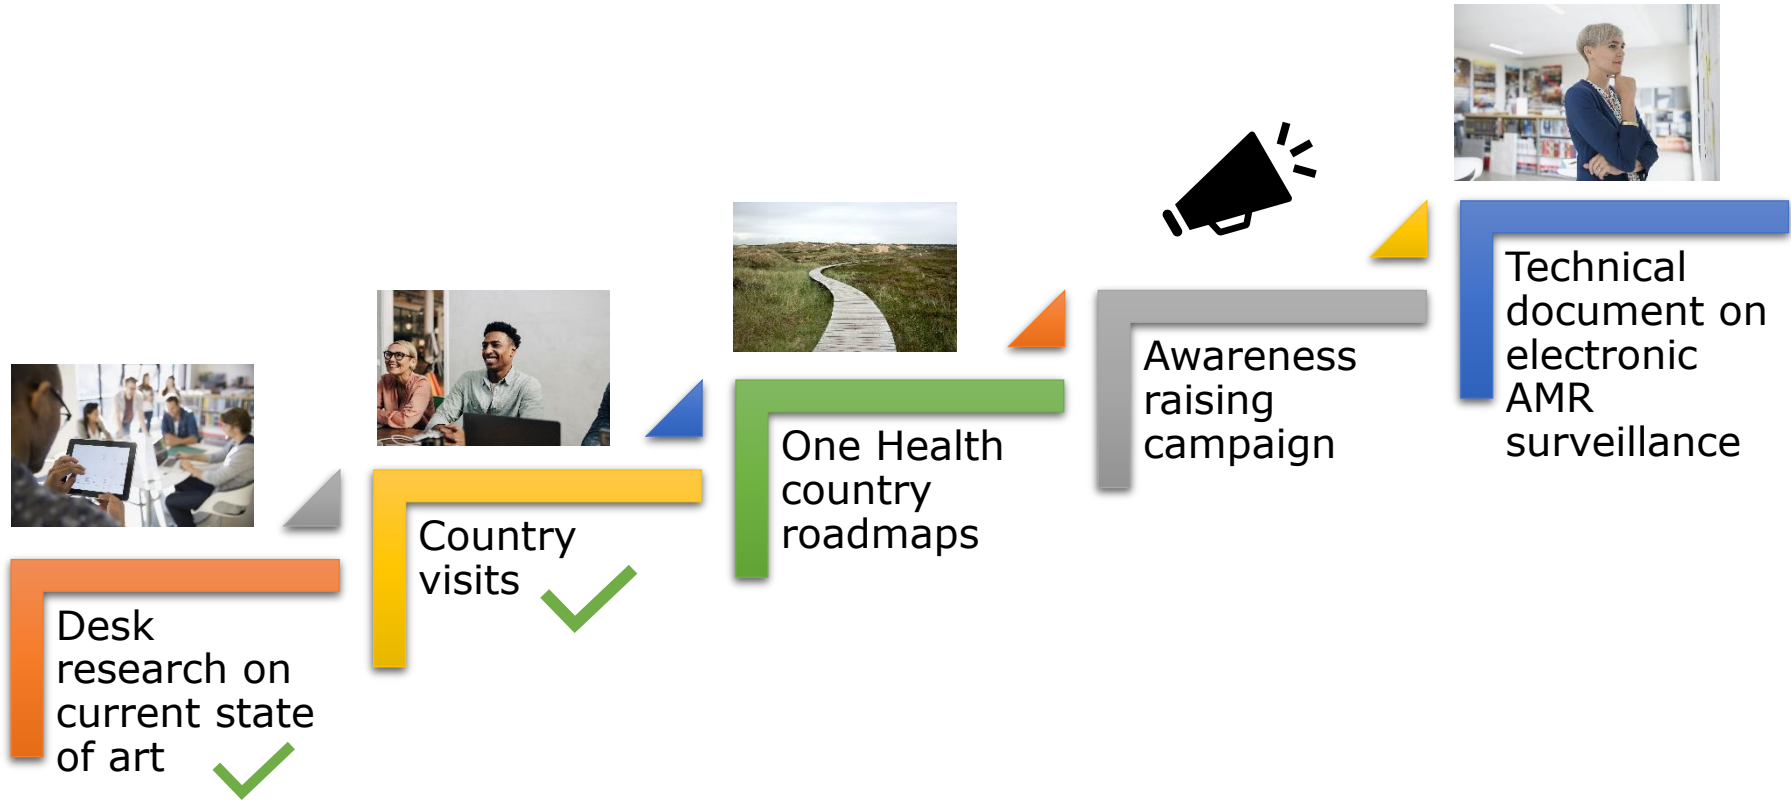 Desk
research on
current state
of art
Country
visits
One Health
country
roadmaps
Awareness
raising
campaign
Technical
document on
electronic
AMR
surveillance